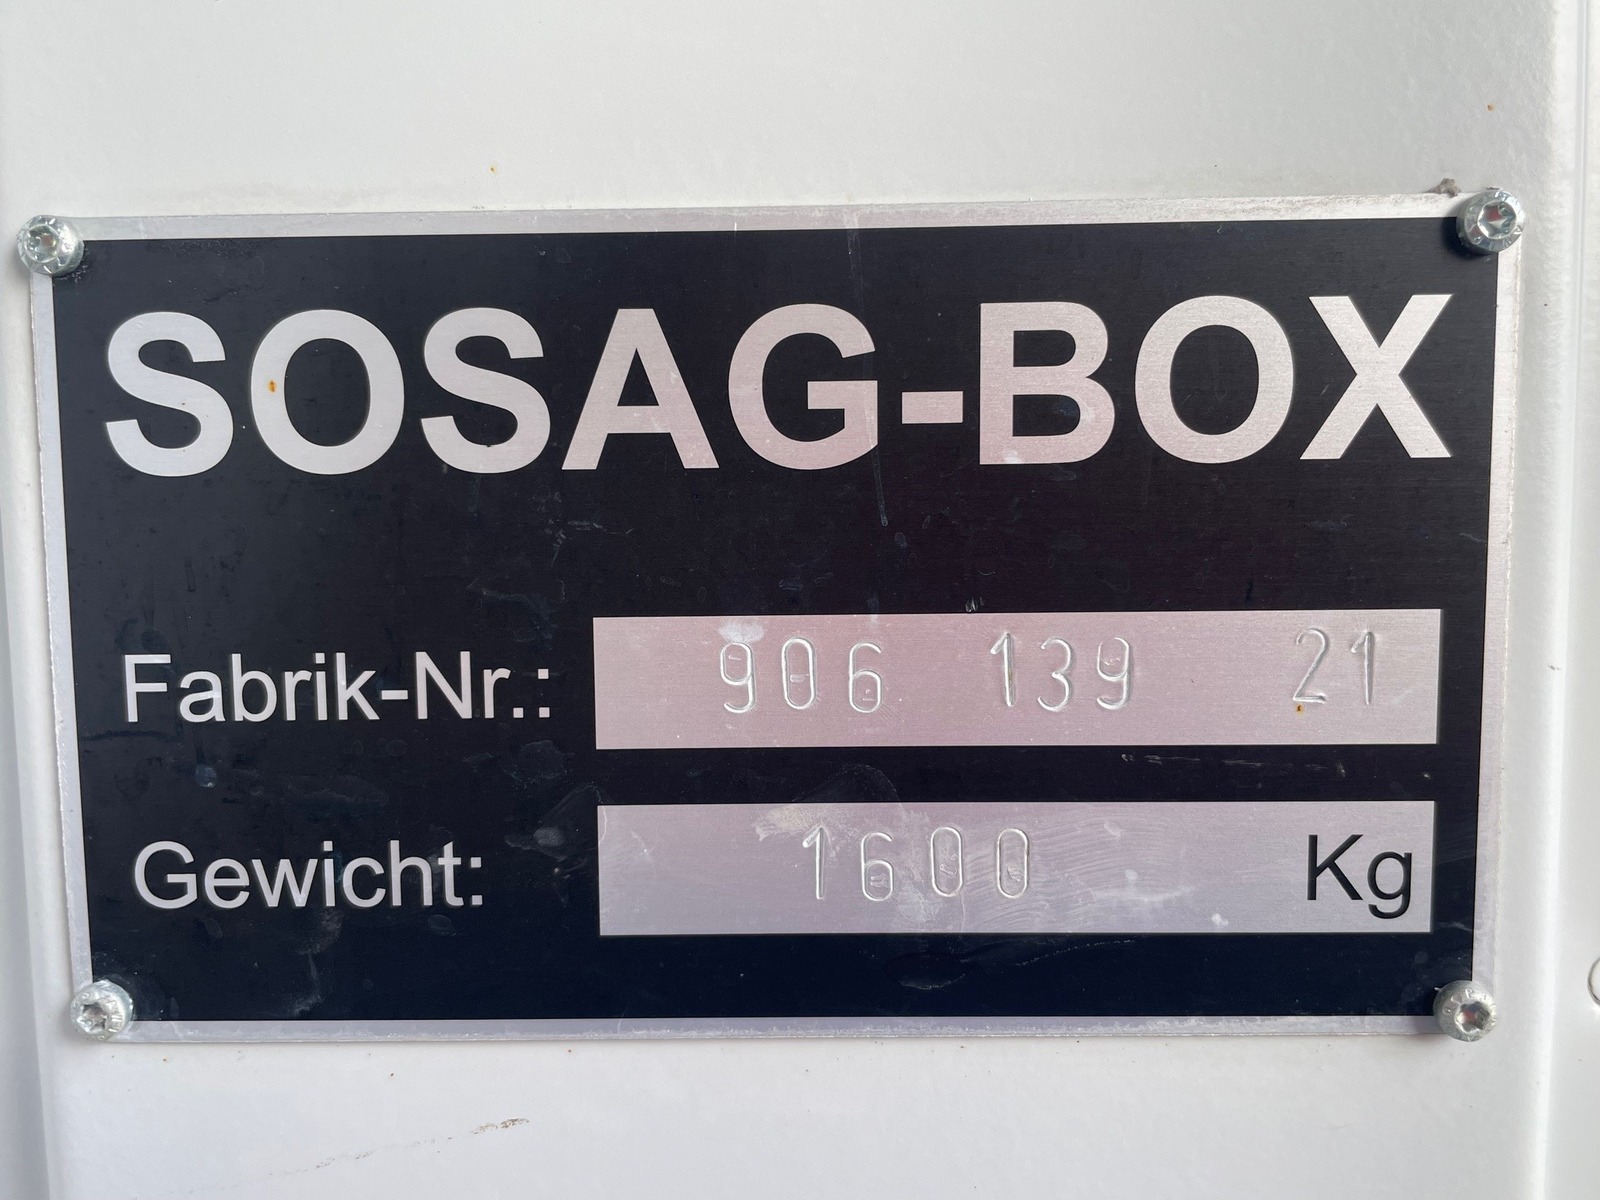 SOSAG-BOX
Fabrik-Nr.: 906 139 21
Gewicht: 1600 Kg